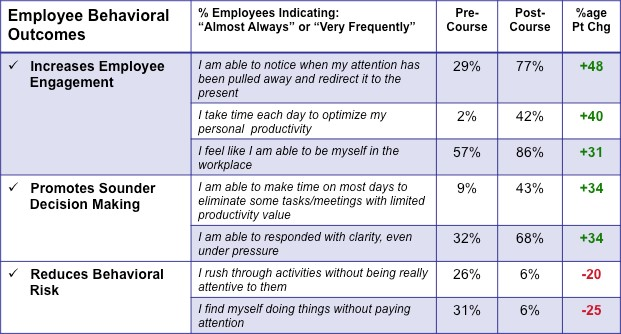 Employee Behavioral
Outcomes
% Employees Indicating:
“Almost Always” or “Very Frequently”
Pre-
Course
Post-
Course
%age
Pt Chg
✓ Increases Employee
Engagement
I am able to notice when my attention has
been pulled away and redirect it to the
present
29%
77%
+48
I take time each day to optimize my
personal productivity
2%
42%
+40
I feel like I am able to be myself in the
workplace
57%
86%
+31
✓ Promotes Sounder
Decision Making
I am able to make time on most days to
eliminate some tasks/meetings with limited
productivity value
9%
43%
+34
I am able to responded with clarity, even
under pressure
32%
68%
+34
✓ Reduces Behavioral
Risk
I rush through activities without being really
attentive to them
26%
6%
-20
I find myself doing things without paying
attention
31%
6%
-25